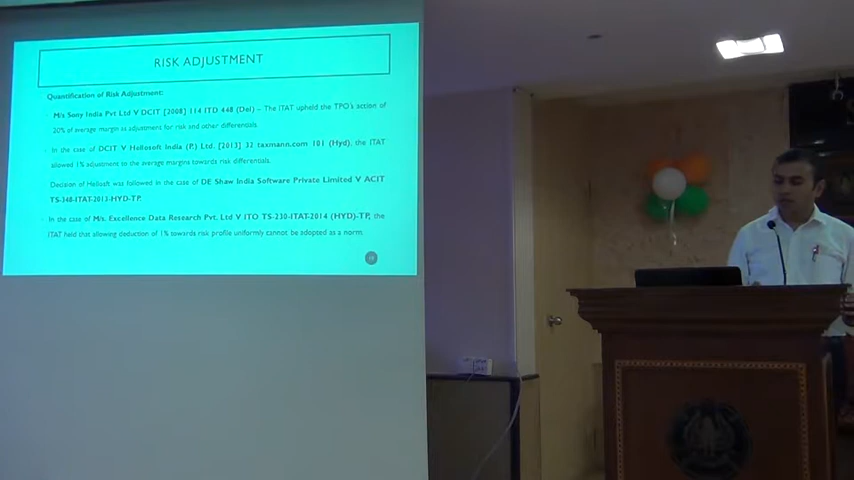 RISK ADJUSTMENT
Quantification of Risk Adjustment:
M/s Sony India Pvt Ltd V DCIT [2008] 114 ITD 448 (Del) – The ITAT upheld the TPO's action of
20% of average margin as adjustment for risk and other differentials.
In the case of DCIT V Hellosoft India (P.) Ltd. [2013] 32 taxmann.com 101 (Hyd), the ITAT
allowed 1% adjustment to the average margins towards risk differentials.
Decision of Hellosft was followed in the case of DE Shaw India Software Private Limited V ACIT
TS-348-ITAT-2013-HYD-TP.
In the case of M/s. Excellence Data Research Pvt. Ltd V ITO TS-230-ITAT-2014 (HYD)-TP, the
ITAT held that allowing deduction of 1% towards risk profile uniformly cannot be adopted as a norm